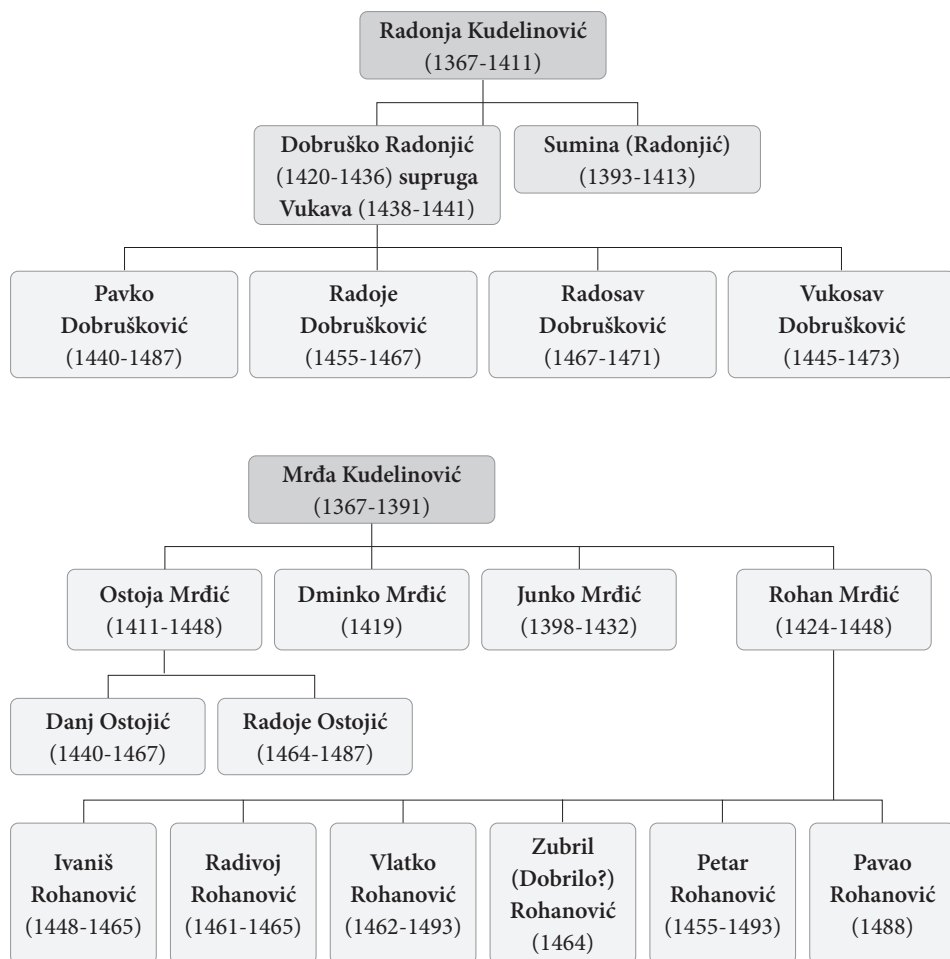 Radonja Kudelinović
(1367-1411)
Dobruško Radonjić
(1420-1436) supruga
Vukava (1438-1441)
Sumina (Radonjić)
(1393-1413)
Pavko
Dobrušković
(1440-1487)
Radoje
Dobrušković
(1455-1467)
Radosav
Dobrušković
(1467-1471)
Vukosav
Dobrušković
(1445-1473)
Mrđa Kudelinović
(1367-1391)
Ostoja Mrđić
(1411-1448)
Dminko Mrđić
(1419)
Junko Mrđić
(1398-1432)
Rohan Mrđić
(1424-1448)
Danj Ostojić
(1440-1467)
Radoje Ostojić
(1464-1487)
Ivaniš
Rohanović
(1448-1465)
Radivoj
Rohanović
(1461-1465)
Vlatko
Rohanović
(1462-1493)
Zubril
(Dobrilo?)
Rohanović
(1464)
Petar
Rohanović
(1455-1493)
Pavao
Rohanović
(1488)